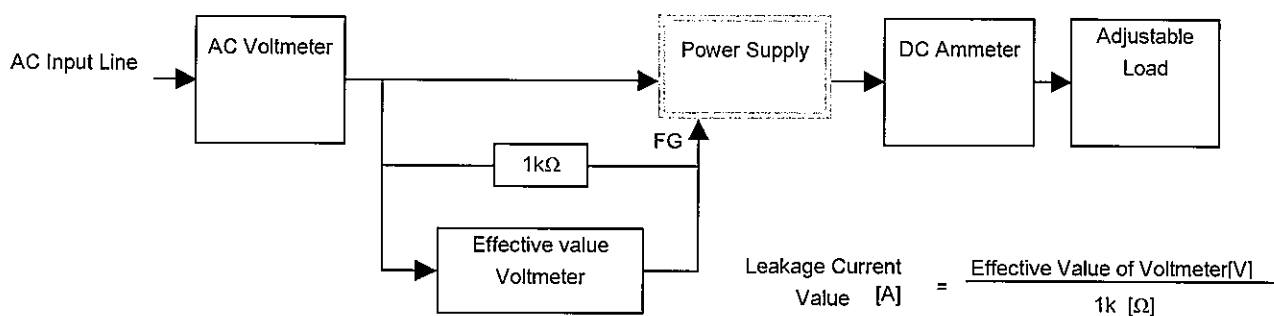 AC Input Line
AC Voltmeter
Power Supply
DC Ammeter
Adjustable
Load
FG
1kΩ
Effective value
Voltmeter
Leakage Current
Value [A]
=
Effective Value of Voltmeter[V]
1k [Ω]